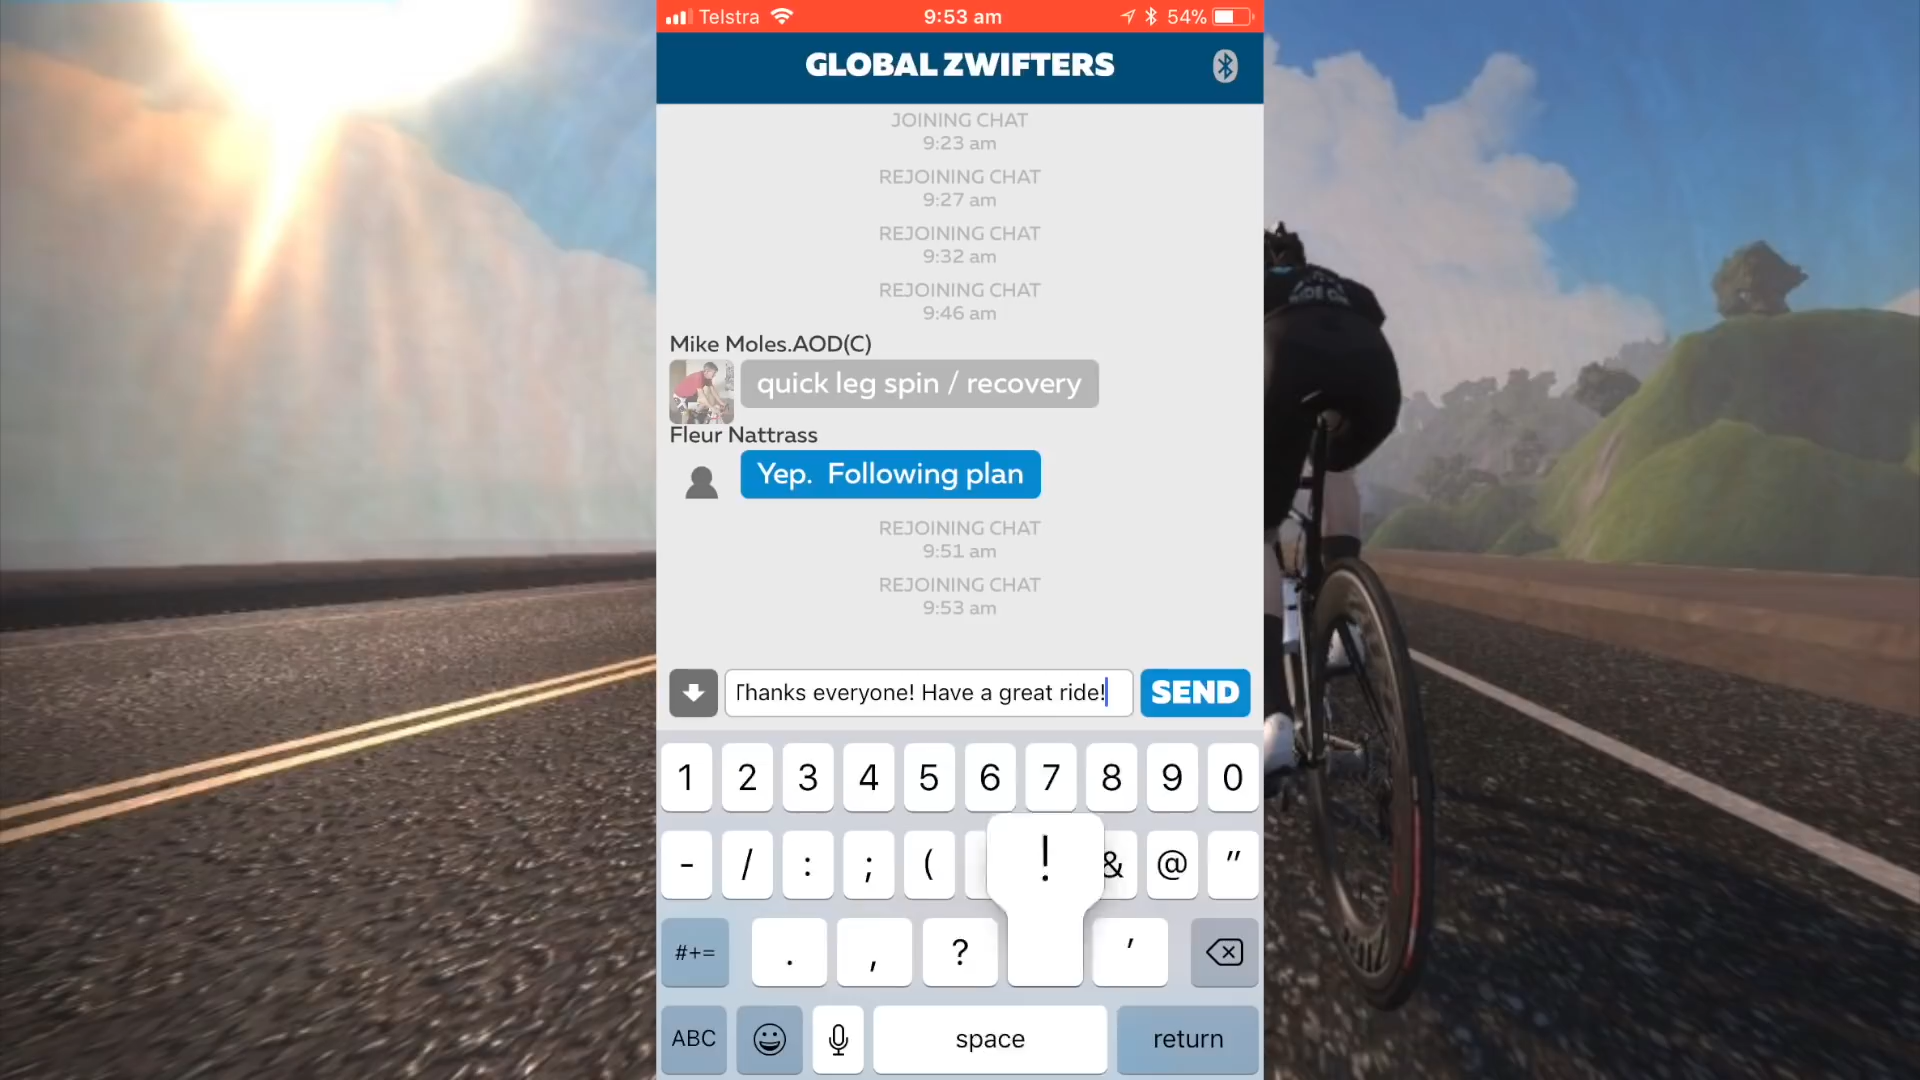 Telstra 9:53 am 54%
GLOBAL ZWIFTERS
JOINING CHAT
9:23 am
REJOINING CHAT
9:27 am
REJOINING CHAT
9:32 am
REJOINING CHAT
9:46 am
Mike Moles.AOD(C)
quick leg spin / recovery
Fleur Nattrass
Yep. Following plan
REJOINING CHAT
9:51 am
REJOINING CHAT
9:53 am
Thanks everyone! Have a great ride! SEND
1 2 3 4 5 6 7 8 9 0
- / : ; ( & @ "
#+= . , ? ! '
ABC space return
RIDE ON